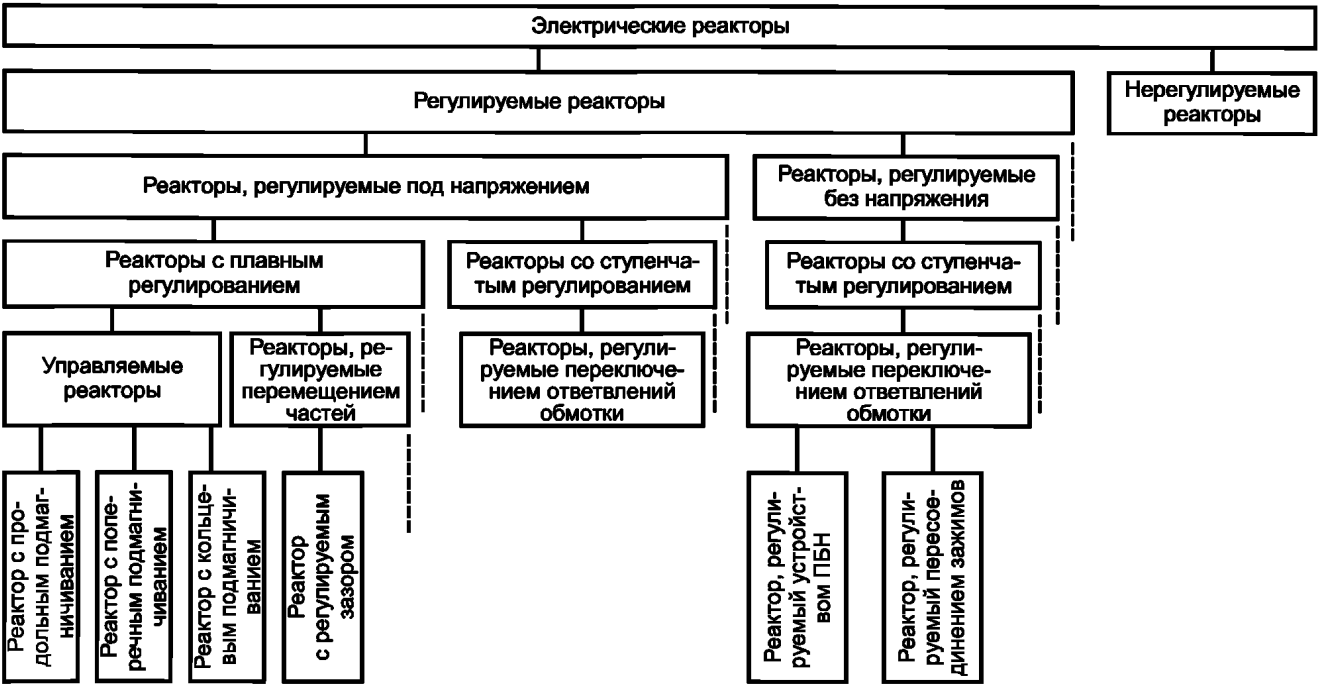 Электрические реакторы
Регулируемые реакторы
Нерегулируемые
реакторы
Реакторы, регулируемые под напряжением
Реакторы, регулируемые
без напряжения
Реакторы с плавным
регулированием
Реакторы со ступенча-
тым регулированием
Реакторы со ступенча-
тым регулированием
Управляемые
реакторы
Реакторы, ре-
гулируемые
перемещением
частей
Реакторы, регули-
руемые переключе-
нием ответвлений
обмотки
Реакторы, регули-
руемые переключе-
нием ответвлений
обмотки
Реактор с про-
дольным подмаг-
ничиванием
Реактор с попе-
речным подмагни-
чиванием
Реактор с кольце-
вым подмагничи-
ванием
Реактор
с регулируемым
зазором
Реактор, регули-
руемый устройст-
вом ПБН
Реактор, регули-
руемый пересое-
динением зажимов